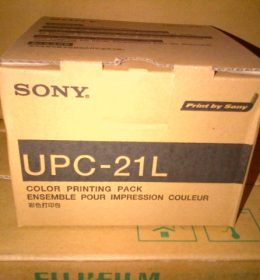 SONY®
Print by Sony
UPC-21L
COLOR PRINTING PACK
ENSEMBLE POUR IMPRESSION COULEUR
彩色打印包
FUJIFILM